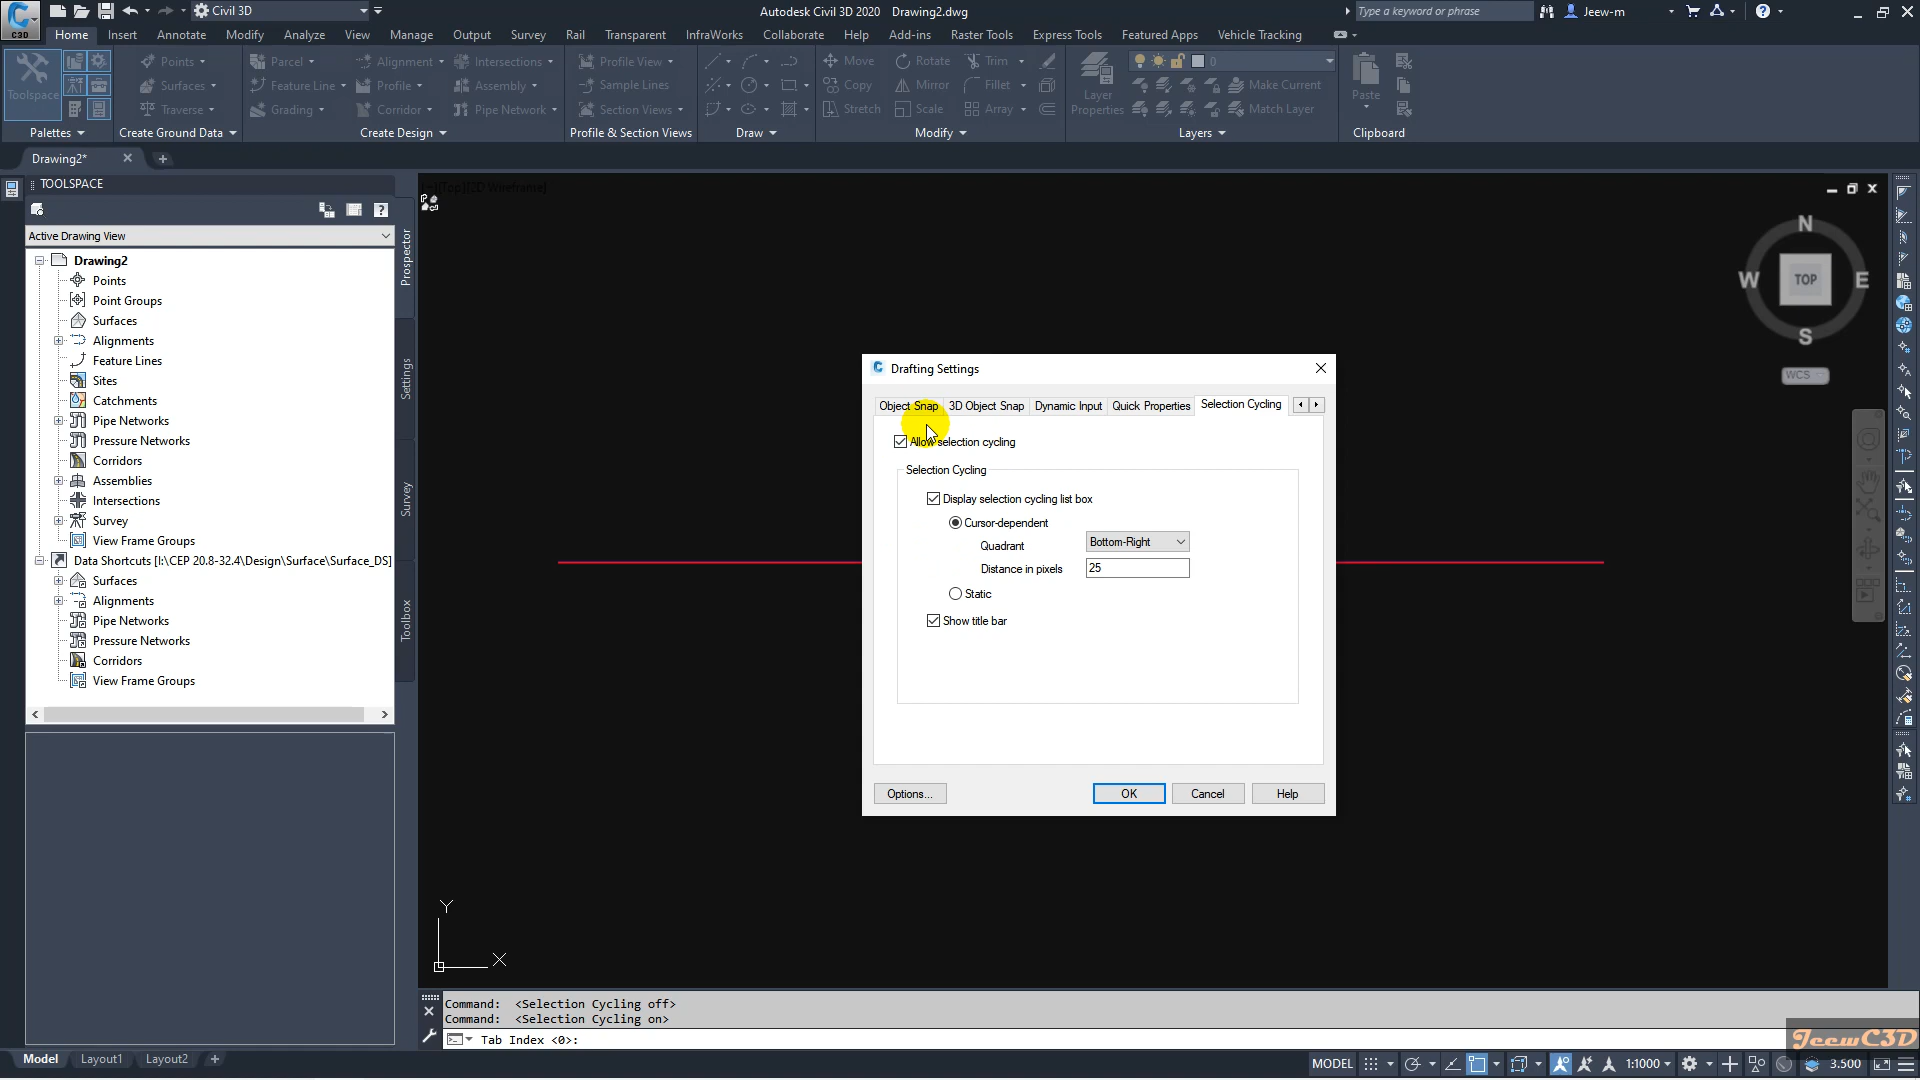 Civil 3D
Autodesk Civil 3D 2020 Drawing2.dwg
Type a keyword or phrase
Jeew-m
C3D
Home Insert Annotate Modify Analyze View Manage Output Survey Rail Transparent InfraWorks Collaborate Help Add-ins Raster Tools Express Tools Featured Apps Vehicle Tracking
Toolspace
Palettes
Points
Surfaces
Traverse
Create Ground Data
Parcel Alignment Intersections
Feature Line Profile Assembly
Grading Corridor Pipe Network
Create Design
Profile View
Sample Lines
Section Views
Profile & Section Views
Draw
Move Rotate Trim
Copy Mirror Fillet
Stretch Scale Array
Modify
Layer
Properties
0
Make Current
Match Layer
Layers
Paste
Clipboard
Drawing2*
TOOLSPACE
Active Drawing View
Drawing2
Points
Point Groups
Surfaces
Alignments
Feature Lines
Sites
Catchments
Pipe Networks
Pressure Networks
Corridors
Assemblies
Intersections
Survey
View Frame Groups
Data Shortcuts [I:\CEP 20.8-32.4\Design\Surface\Surface_DS]
Surfaces
Alignments
Pipe Networks
Pressure Networks
Corridors
View Frame Groups
Prospector
Settings
Survey
Toolbox
[-][Top][2D Wireframe]
N
W TOP E
S
WCS
Drafting Settings
Object Snap 3D Object Snap Dynamic Input Quick Properties Selection Cycling
Allow selection cycling
Selection Cycling
Display selection cycling list box
Cursor-dependent
Quadrant Bottom-Right
Distance in pixels 25
Static
Show title bar
Options... OK Cancel Help
Y
X
Command: <Selection Cycling off>
Command: <Selection Cycling on>
Tab Index <0>:
JeewC3D
Model Layout1 Layout2 +
MODEL 1:1000 3.500